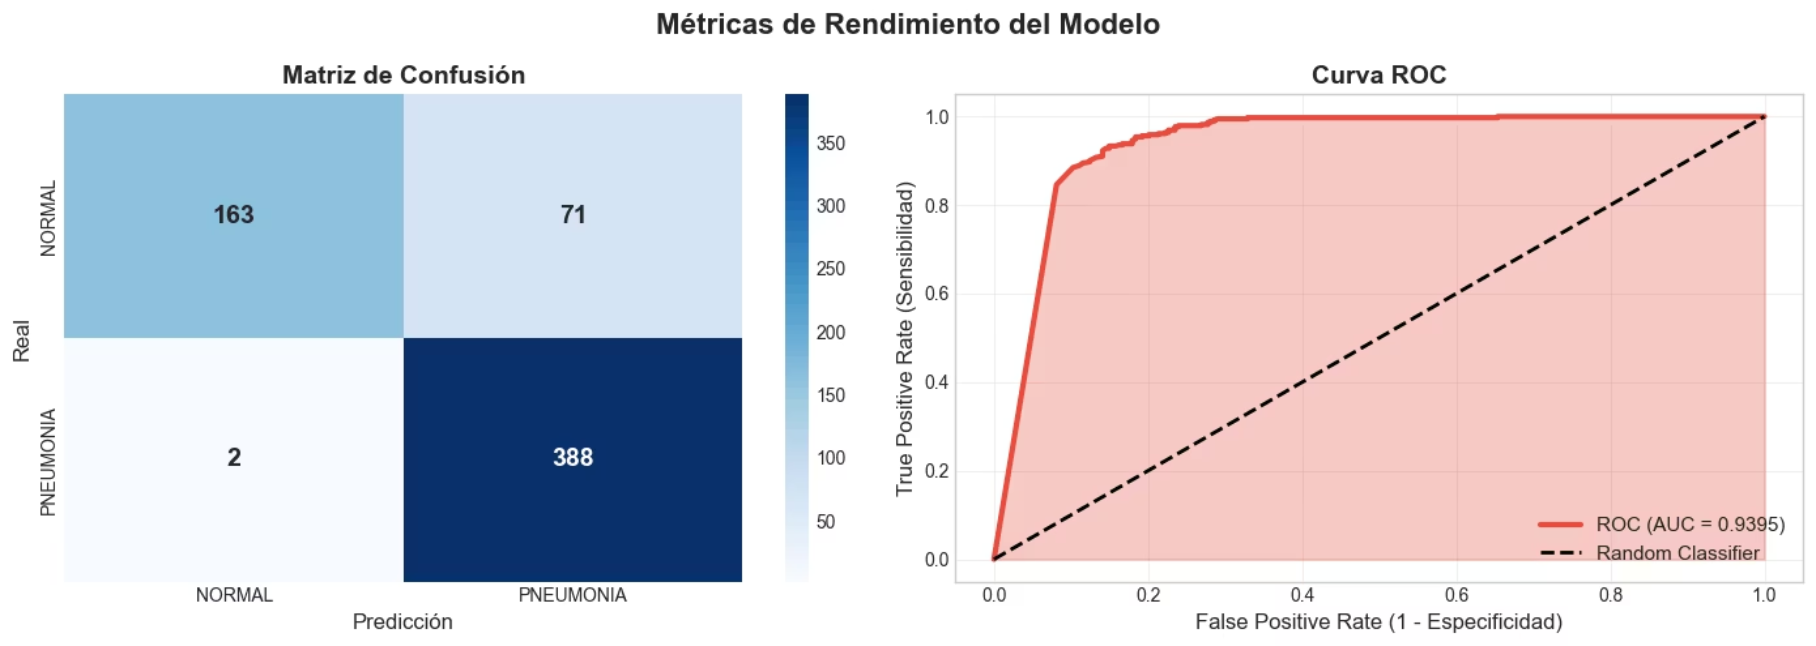 Métricas de Rendimiento del Modelo
Matriz de Confusión
NORMAL
PNEUMONIA
Real
163
71
2
388
NORMAL
PNEUMONIA
Predicción
350
300
250
200
150
100
50
Curva ROC
True Positive Rate (Sensibilidad)
1.0
0.8
0.6
0.4
0.2
0.0
ROC (AUC = 0.9395)
Random Classifier
0.0
0.2
0.4
0.6
0.8
1.0
False Positive Rate (1 - Especificidad)